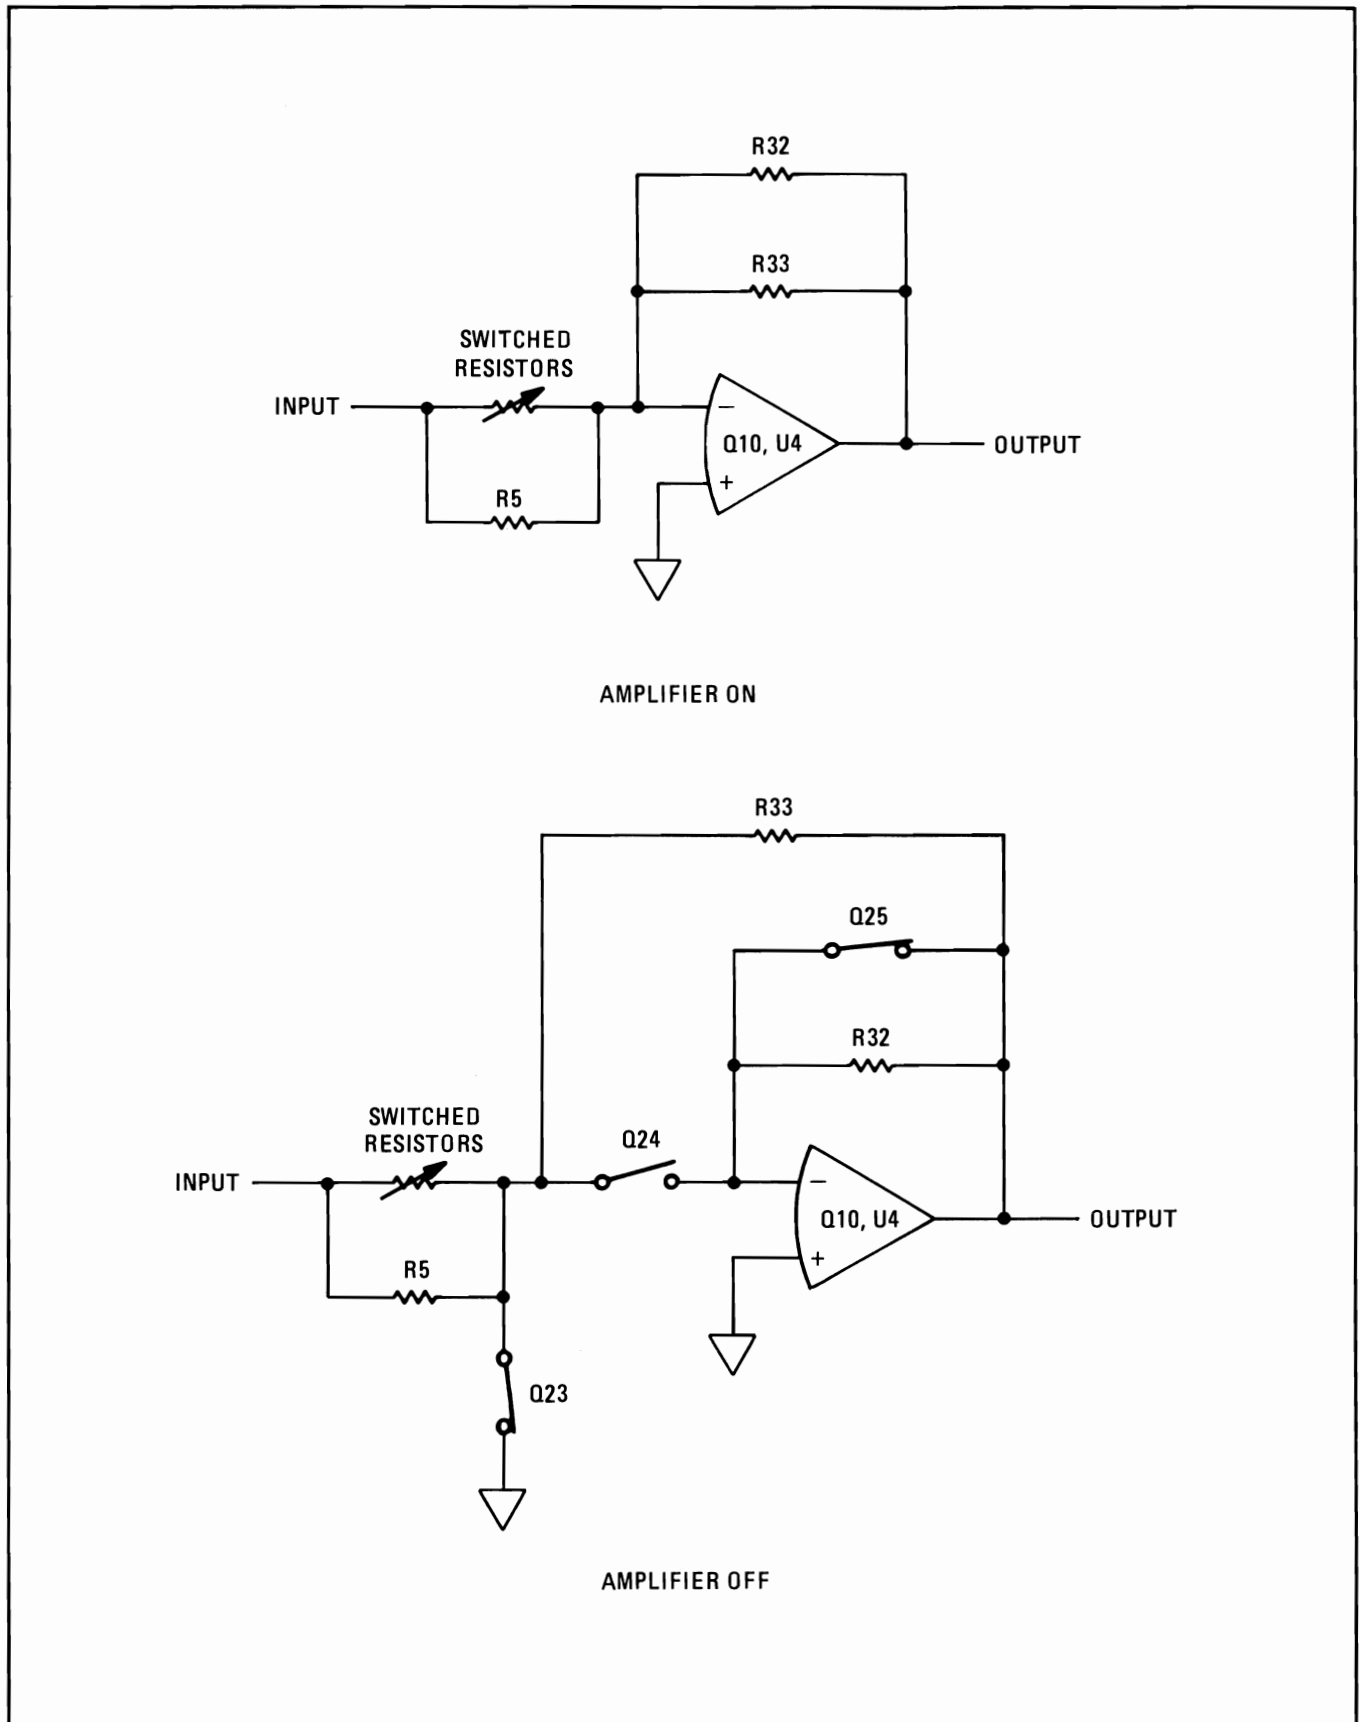 R32
R33
SWITCHED
RESISTORS
INPUT
−
Q10, U4
OUTPUT
+
R5
AMPLIFIER ON
R33
Q25
R32
SWITCHED
RESISTORS
Q24
INPUT
−
Q10, U4
OUTPUT
+
R5
Q23
AMPLIFIER OFF